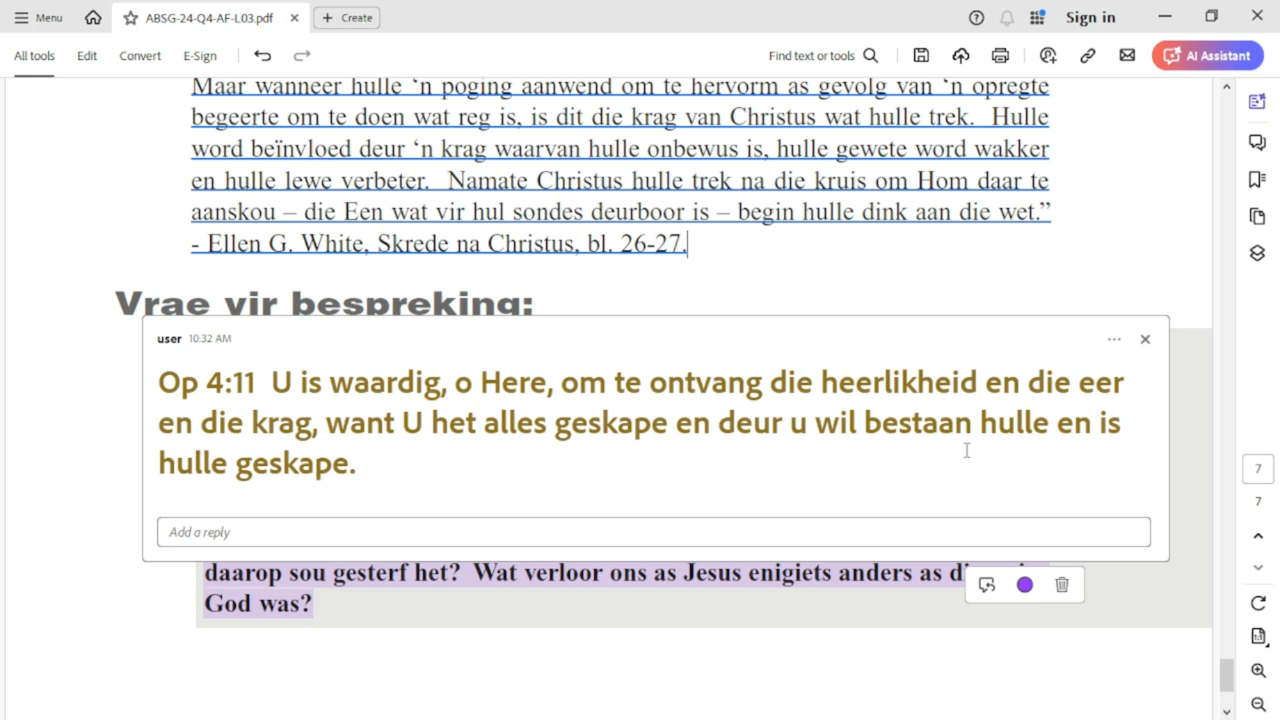 Menu
ABSG-24-Q4-AF-L03.pdf
Create
Sign in
All tools
Edit
Convert
E-Sign
Find text or tools
AI Assistant
Maar wanneer hulle ‘n poging aanwend om te hervorm as gevolg van ‘n opregte
begeerte om te doen wat reg is, is dit die krag van Christus wat hulle trek. Hulle
word beïnvloed deur ‘n krag waarvan hulle onbewus is, hulle gewete word wakker
en hulle lewe verbeter. Namate Christus hulle trek na die kruis om Hom daar te
aanskou – die Een wat vir hul sondes deurboor is – begin hulle dink aan die wet.”
- Ellen G. White, Skrede na Christus, bl. 26-27.
Vrae vir bespreking:
user 10:32 AM
Op 4:11 U is waardig, o Here, om te ontvang die heerlikheid en die eer
en die krag, want U het alles geskape en deur u wil bestaan hulle en is
hulle geskape.
Add a reply
daarop sou gesterf het? Wat verloor ons as Jesus enigiets anders as
God was?
7
7